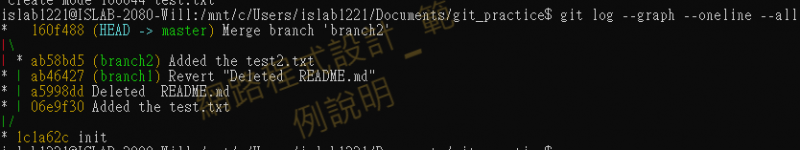 create mode 100644 test.txt
islab1221@ISLAB-2080-Will:/mnt/c/Users/islab1221/Documents/git_practice$ git log --graph --oneline --all
*   160f488 (HEAD -> master) Merge branch 'branch2'
|\
| * ab58bd5 (branch2) Added the test2.txt
* | ab46427 (branch1) Revert "Deleted  README.md"
* | a5998dd Deleted  README.md
* | 06e9f30 Added the test.txt
|/
* 1c1a62c init
islab1221@ISLAB-2080-Will:/mnt/c/Users/islab1221/Documents/git_practice$
網路程式設計 _ 範
例說明